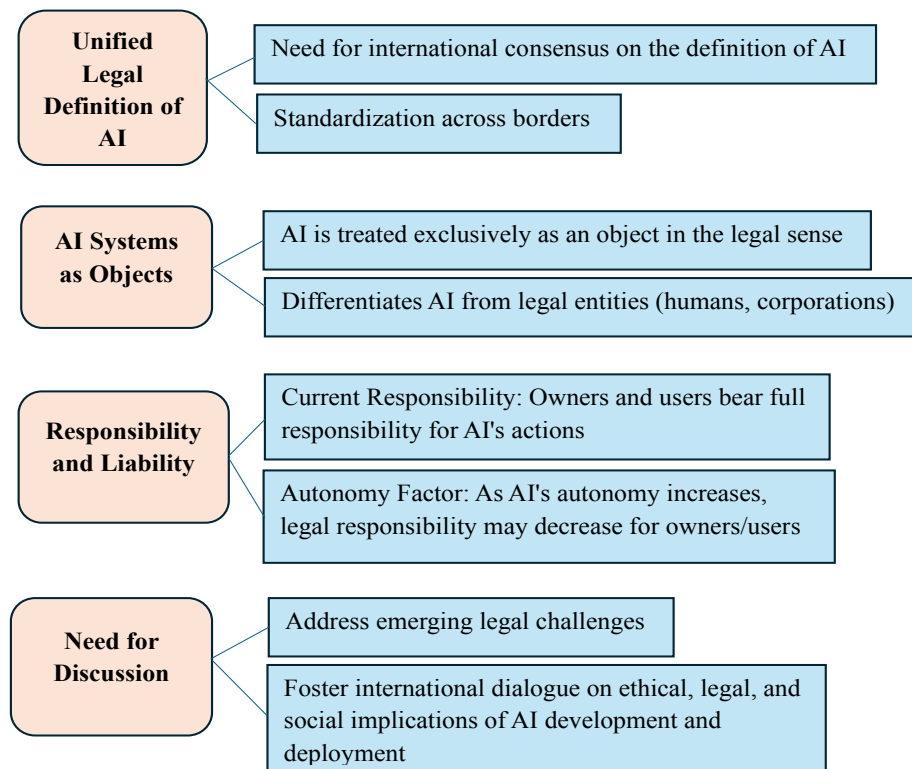 Unified
Legal
Definition of
AI
Need for international consensus on the definition of AI
Standardization across borders
AI Systems
as Objects
AI is treated exclusively as an object in the legal sense
Differentiates AI from legal entities (humans, corporations)
Responsibility
and Liability
Current Responsibility: Owners and users bear full
responsibility for AI's actions
Autonomy Factor: As AI's autonomy increases,
legal responsibility may decrease for owners/users
Need for
Discussion
Address emerging legal challenges
Foster international dialogue on ethical, legal, and
social implications of AI development and
deployment